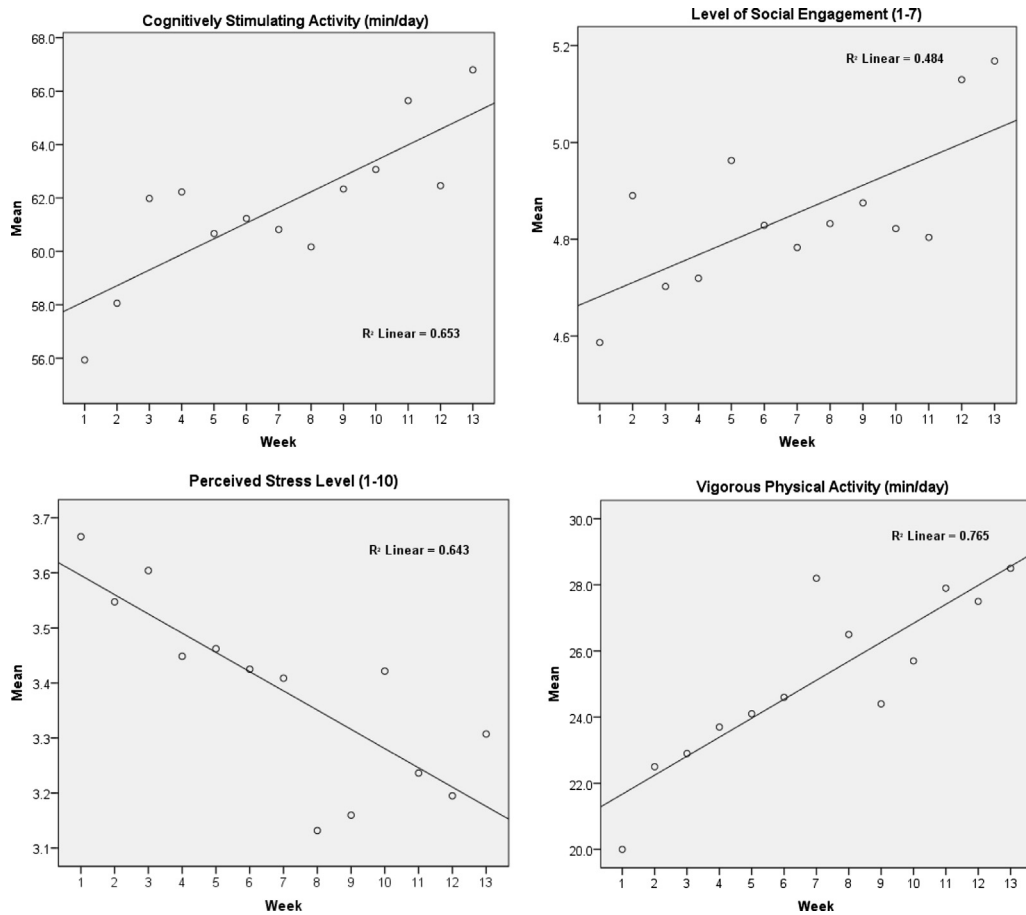 Cognitively Stimulating Activity (min/day)
68.0
66.0
64.0
62.0
60.0
58.0
56.0
Mean
R² Linear = 0.653
1 2 3 4 5 6 7 8 9 10 11 12 13
Week
Level of Social Engagement (1-7)
R² Linear = 0.484
5.2
5.0
4.8
4.6
Mean
1 2 3 4 5 6 7 8 9 10 11 12 13
Week
Perceived Stress Level (1-10)
R² Linear = 0.643
3.7
3.6
3.5
3.4
3.3
3.2
3.1
Mean
1 2 3 4 5 6 7 8 9 10 11 12 13
Week
Vigorous Physical Activity (min/day)
R² Linear = 0.765
30.0
28.0
26.0
24.0
22.0
20.0
Mean
1 2 3 4 5 6 7 8 9 10 11 12 13
Week